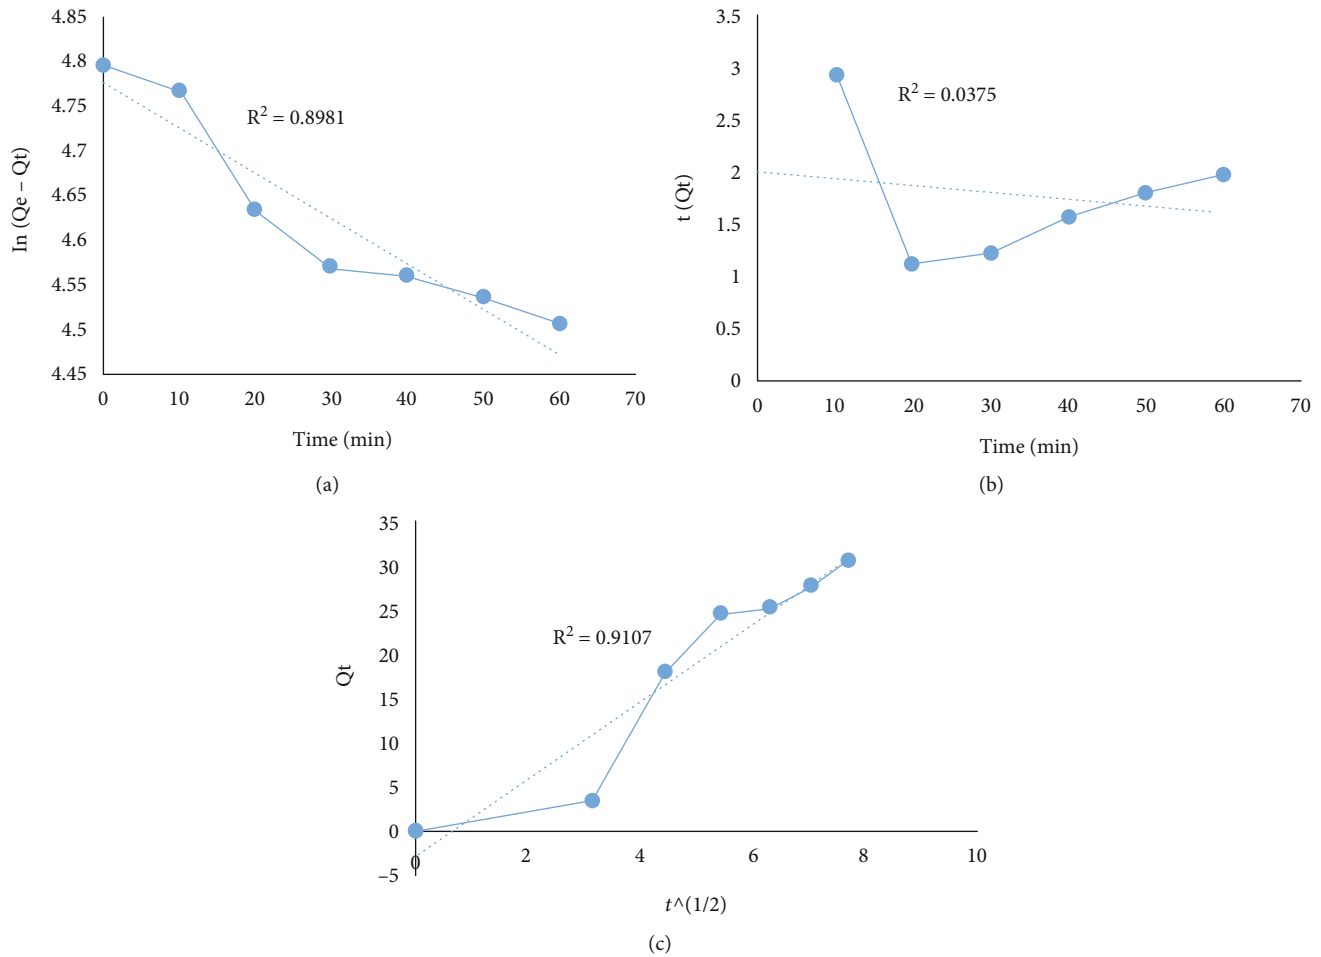 4.85
4.8
4.75
4.7
4.65
4.6
4.55
4.5
4.45
In (Qe – Qt)
R² = 0.8981
0 10 20 30 40 50 60 70
Time (min)
(a)
3.5
3
2.5
2
1.5
1
0.5
0
t (Qt)
R² = 0.0375
0 10 20 30 40 50 60 70
Time (min)
(b)
35
30
25
20
15
10
5
0
–5
Qt
R² = 0.9107
0 2 4 6 8 10
t^(1/2)
(c)